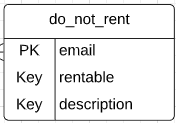 do_not_rent
PK email
Key rentable
Key description